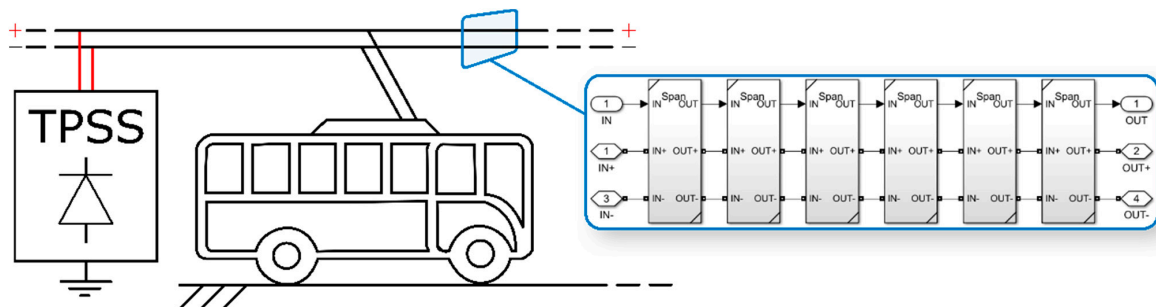 + +
− −
TPSS
Span Span Span Span Span Span
1 IN OUT IN OUT IN OUT IN OUT IN OUT IN OUT 1
IN OUT
1 IN+ OUT+ IN+ OUT+ IN+ OUT+ IN+ OUT+ IN+ OUT+ IN+ OUT+ 2
IN+ OUT+
3 IN- OUT- IN- OUT- IN- OUT- IN- OUT- IN- OUT- IN- OUT- 4
IN- OUT-